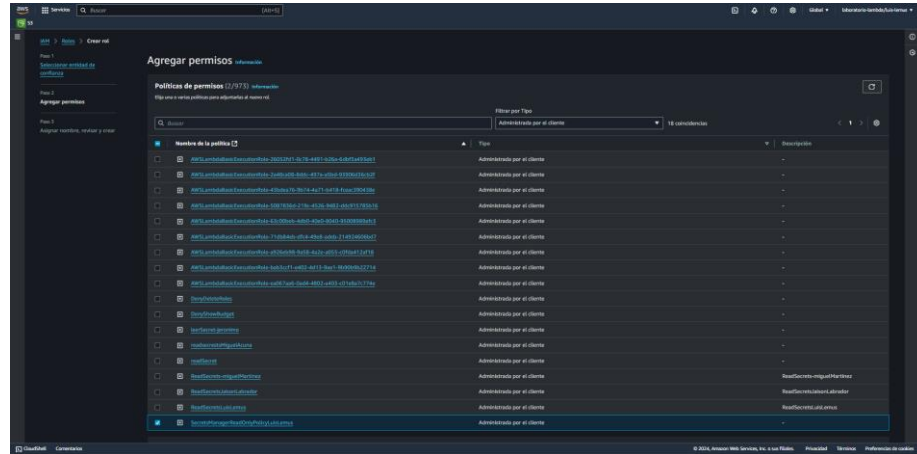 aws
Servicios
Buscar
[Alt+S]
Global
laboratorio-lambda/luis-lemus
S3
IAM > Roles > Crear rol
Paso 1
Seleccionar entidad de confianza
Paso 2
Agregar permisos
Paso 3
Asignar nombre, revisar y crear
Agregar permisos Información
Políticas de permisos (2/973) Información
Elija una o varias políticas para adjuntarlas al nuevo rol.
Filtrar por Tipo
Buscar
Administrada por el cliente
18 coincidencias
1
Nombre de la política
Tipo
Descripción
Administrada por el cliente
-
Administrada por el cliente
-
Administrada por el cliente
-
Administrada por el cliente
-
Administrada por el cliente
-
Administrada por el cliente
-
Administrada por el cliente
-
Administrada por el cliente
-
Administrada por el cliente
-
DenyDeleteRoles
Administrada por el cliente
-
DenyShowBudget
Administrada por el cliente
-
Administrada por el cliente
-
Administrada por el cliente
-
readSecret
Administrada por el cliente
-
ReadSecrets-miguelMartinez
Administrada por el cliente
ReadSecrets-miguelMartinez
ReadSecretsJeisonLabrador
Administrada por el cliente
ReadSecretsJeisonLabrador
ReadSecretsLuisLemus
Administrada por el cliente
ReadSecretsLuisLemus
SecretsManagerReadOnlyPolicyLuisLemus
Administrada por el cliente
-
CloudShell
Comentarios
© 2024, Amazon Web Services, Inc. o sus filiales.
Privacidad
Términos
Preferencias de cookies